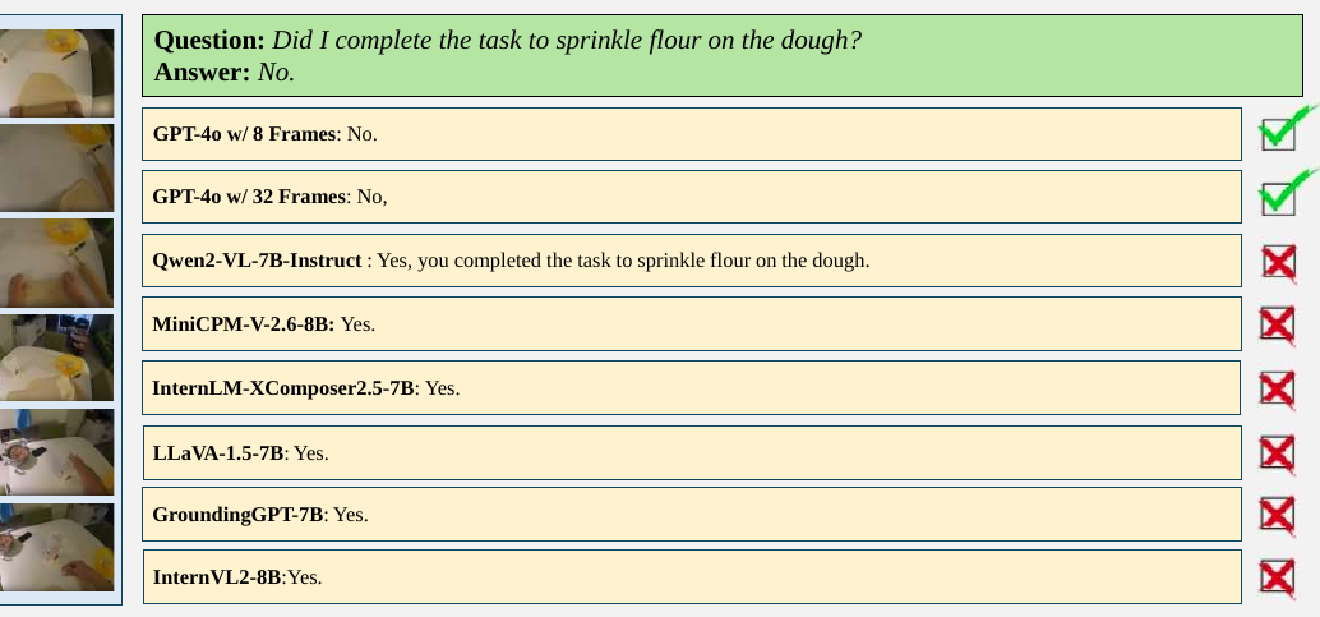 Question: Did I complete the task to sprinkle flour on the dough?
Answer: No.
GPT-4o w/ 8 Frames: No.
GPT-4o w/ 32 Frames: No,
Qwen2-VL-7B-Instruct : Yes, you completed the task to sprinkle flour on the dough.
MiniCPM-V-2.6-8B: Yes.
InternLM-XComposer2.5-7B: Yes.
LLaVA-1.5-7B: Yes.
GroundingGPT-7B: Yes.
InternVL2-8B:Yes.